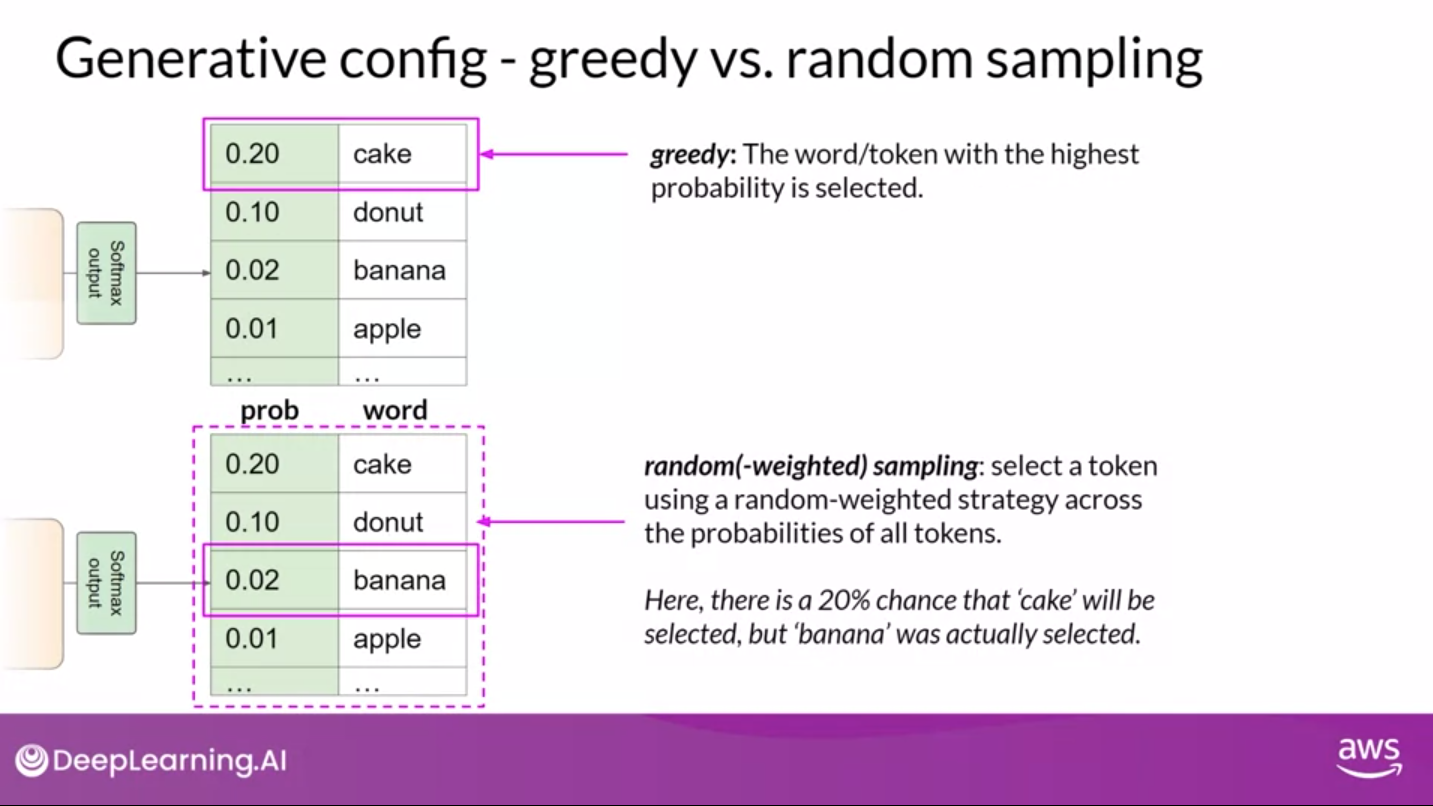 Generative config - greedy vs. random sampling
0.20 cake
0.10 donut
0.02 banana
0.01 apple
... ...
Softmax
output
greedy: The word/token with the highest
probability is selected.
prob word
0.20 cake
0.10 donut
0.02 banana
0.01 apple
... ...
Softmax
output
random(-weighted) sampling: select a token
using a random-weighted strategy across
the probabilities of all tokens.
Here, there is a 20% chance that ‘cake’ will be
selected, but ‘banana’ was actually selected.
DeepLearning.AI
aws